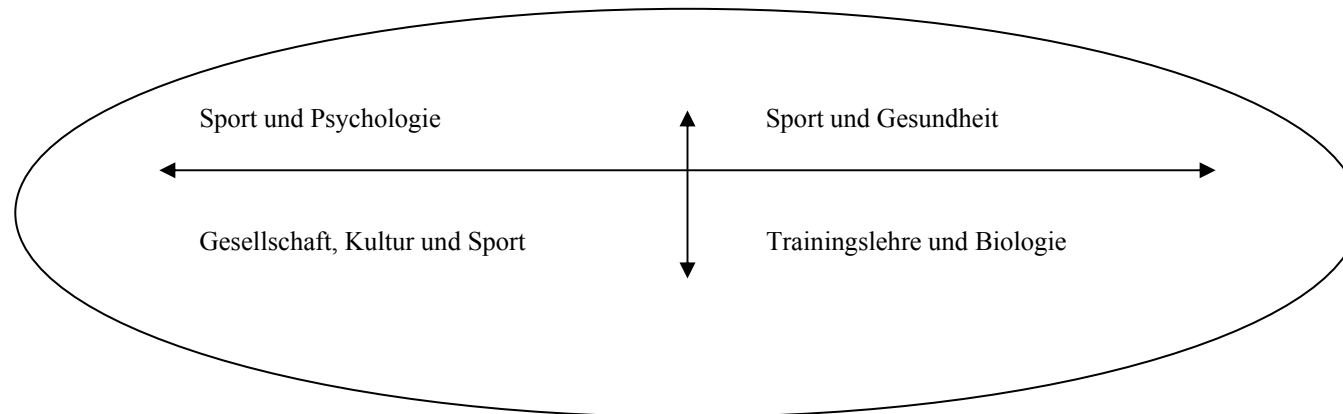 Sport und Psychologie
Sport und Gesundheit
Gesellschaft, Kultur und Sport
Trainingslehre und Biologie